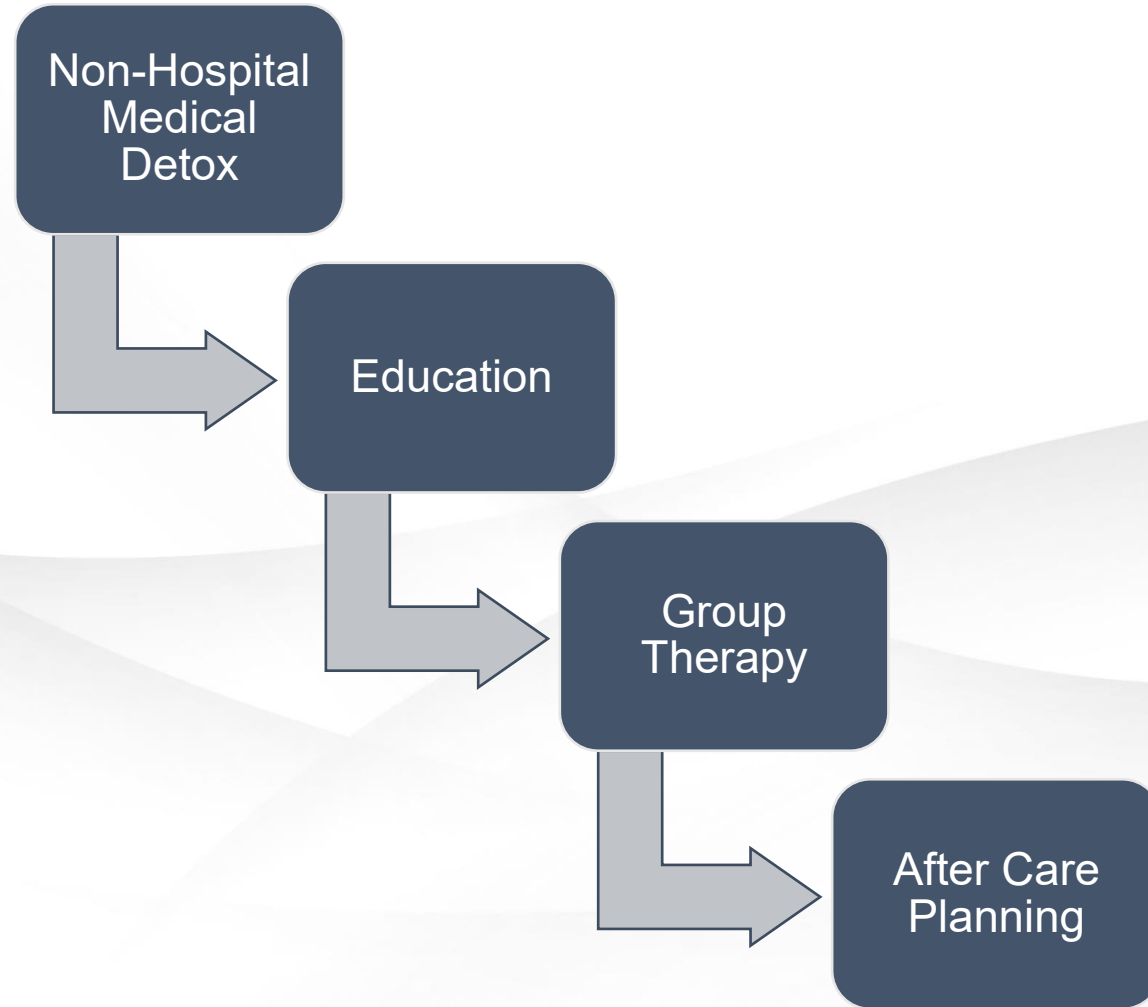 Non-Hospital
Medical
Detox
Education
Group
Therapy
After Care
Planning